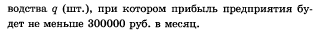 водства q (шт.), при котором прибыль предприятия бу-
дет не меньше 300000 руб. в месяц.